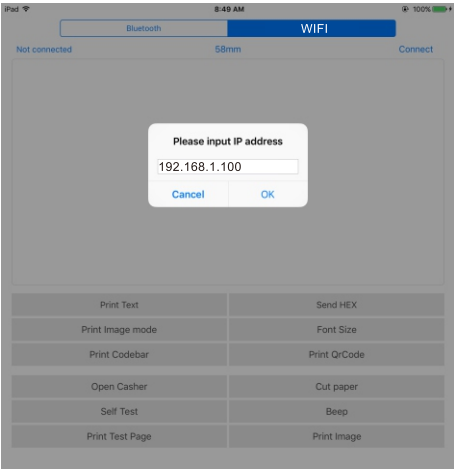 iPad 8:49 AM 100%
Bluetooth WIFI
Not connected 58mm Connect
Please input IP address
192.168.1.100
Cancel OK
Print Text Send HEX
Print Image mode Font Size
Print Codebar Print QrCode
Open Casher Cut paper
Self Test Beep
Print Test Page Print Image